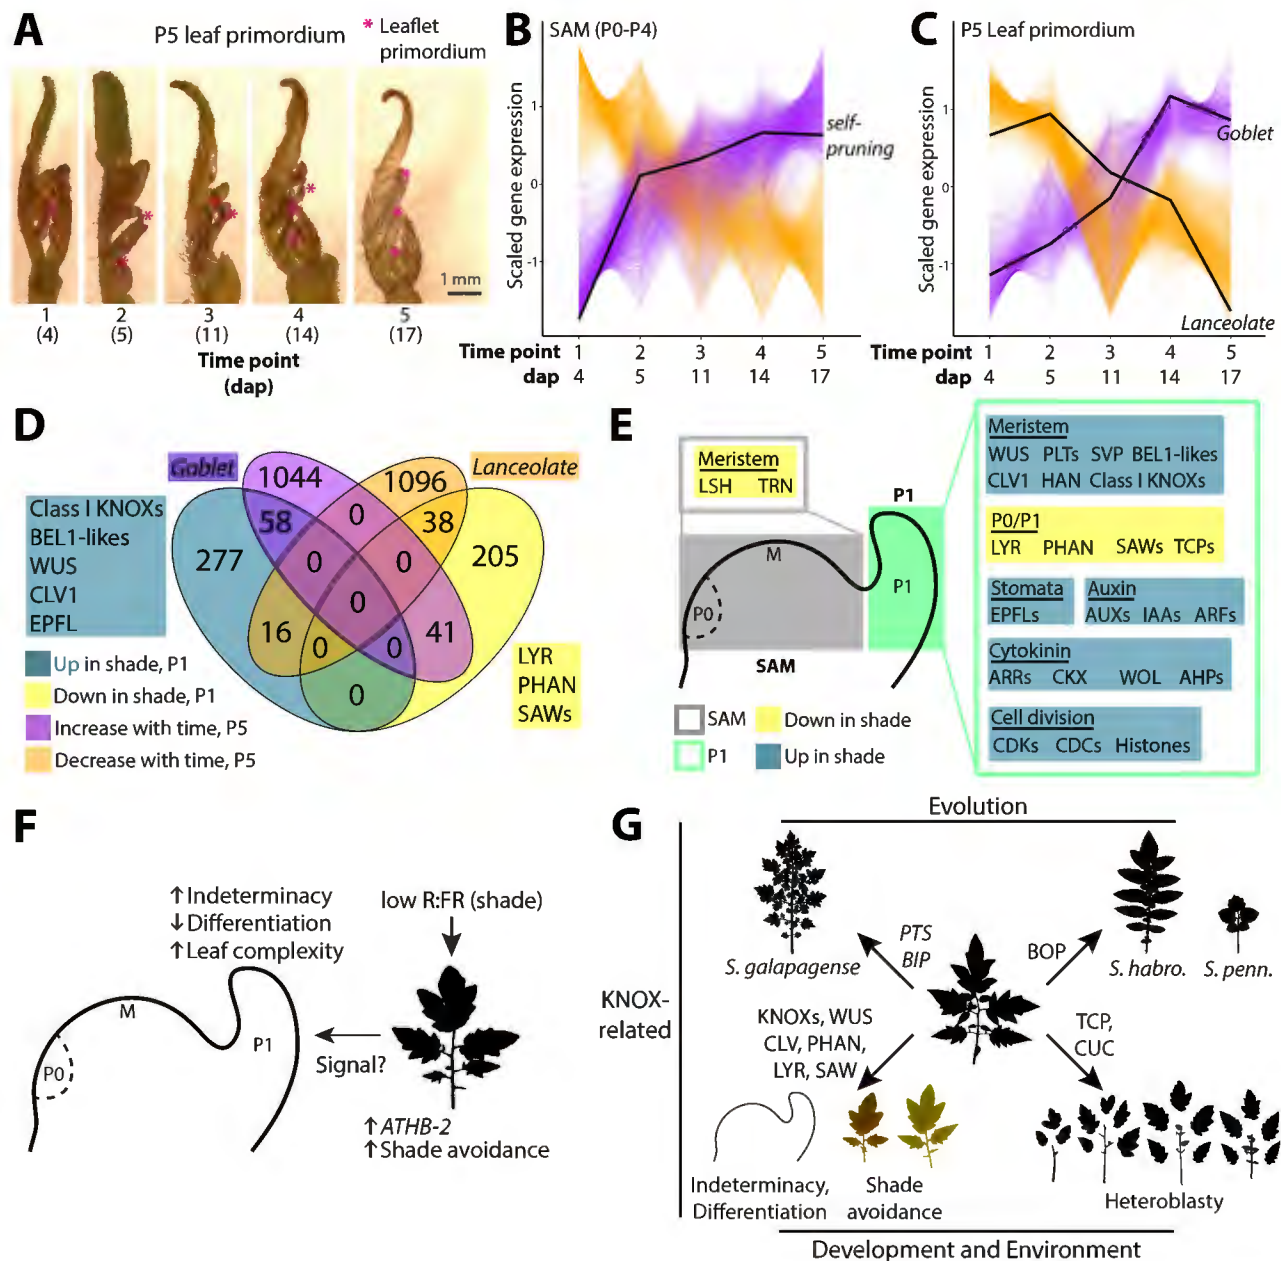 A
P5 leaf primordium
* Leaflet
primordium
1 mm
1 2 3 4 5
(4) (5) (11) (14) (17)
Time point
(dap)
B
SAM (P0-P4)
Scaled gene expression
1
0
-1
self-
pruning
Time point 1 2 3 4 5
dap 4 5 11 14 17
C
P5 Leaf primordium
Scaled gene expression
1
0
-1
Goblet
Lanceolate
Time point 1 2 3 4 5
dap 4 5 11 14 17
D
Goblet
Lanceolate
1044 1096
0
58 38
277 0 0 205
0
16 0 0 41
0
Class I KNOXs
BEL1-likes
WUS
CLV1
EPFL
LYR
PHAN
SAWs
Up in shade, P1
Down in shade, P1
Increase with time, P5
Decrease with time, P5
E
Meristem
LSH TRN
M
P0
SAM
P1
P1
SAM
P1
Down in shade
Up in shade
Meristem
WUS PLTs SVP BEL1-likes
CLV1 HAN Class I KNOXs
P0/P1
LYR PHAN SAWs TCPs
Stomata
EPFLs
Auxin
AUXs IAAs ARFs
Cytokinin
ARRs CKX WOL AHPs
Cell division
CDKs CDCs Histones
F
↑Indeterminacy
↓Differentiation
↑Leaf complexity
M
P0
P1
low R:FR (shade)
Signal?
↑ATHB-2
↑Shade avoidance
G
Evolution
KNOX-
related
S. galapagense
PTS
BIP
BOP
S. habro.
S. penn.
KNOXs, WUS
CLV, PHAN,
LYR, SAW
TCP,
CUC
Indeterminacy,
Differentiation
Shade
avoidance
Heteroblasty
Development and Environment